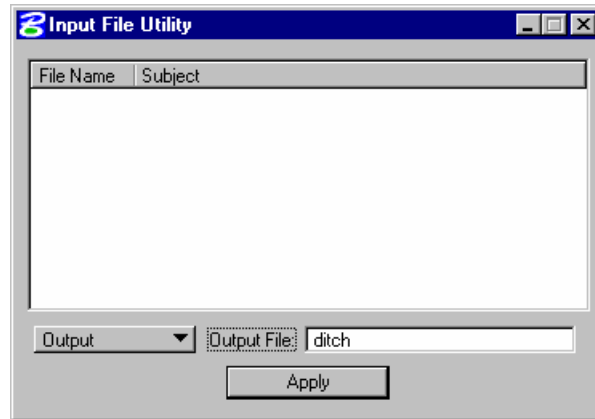 Input File Utility
File Name Subject
Output Output File: ditch
Apply